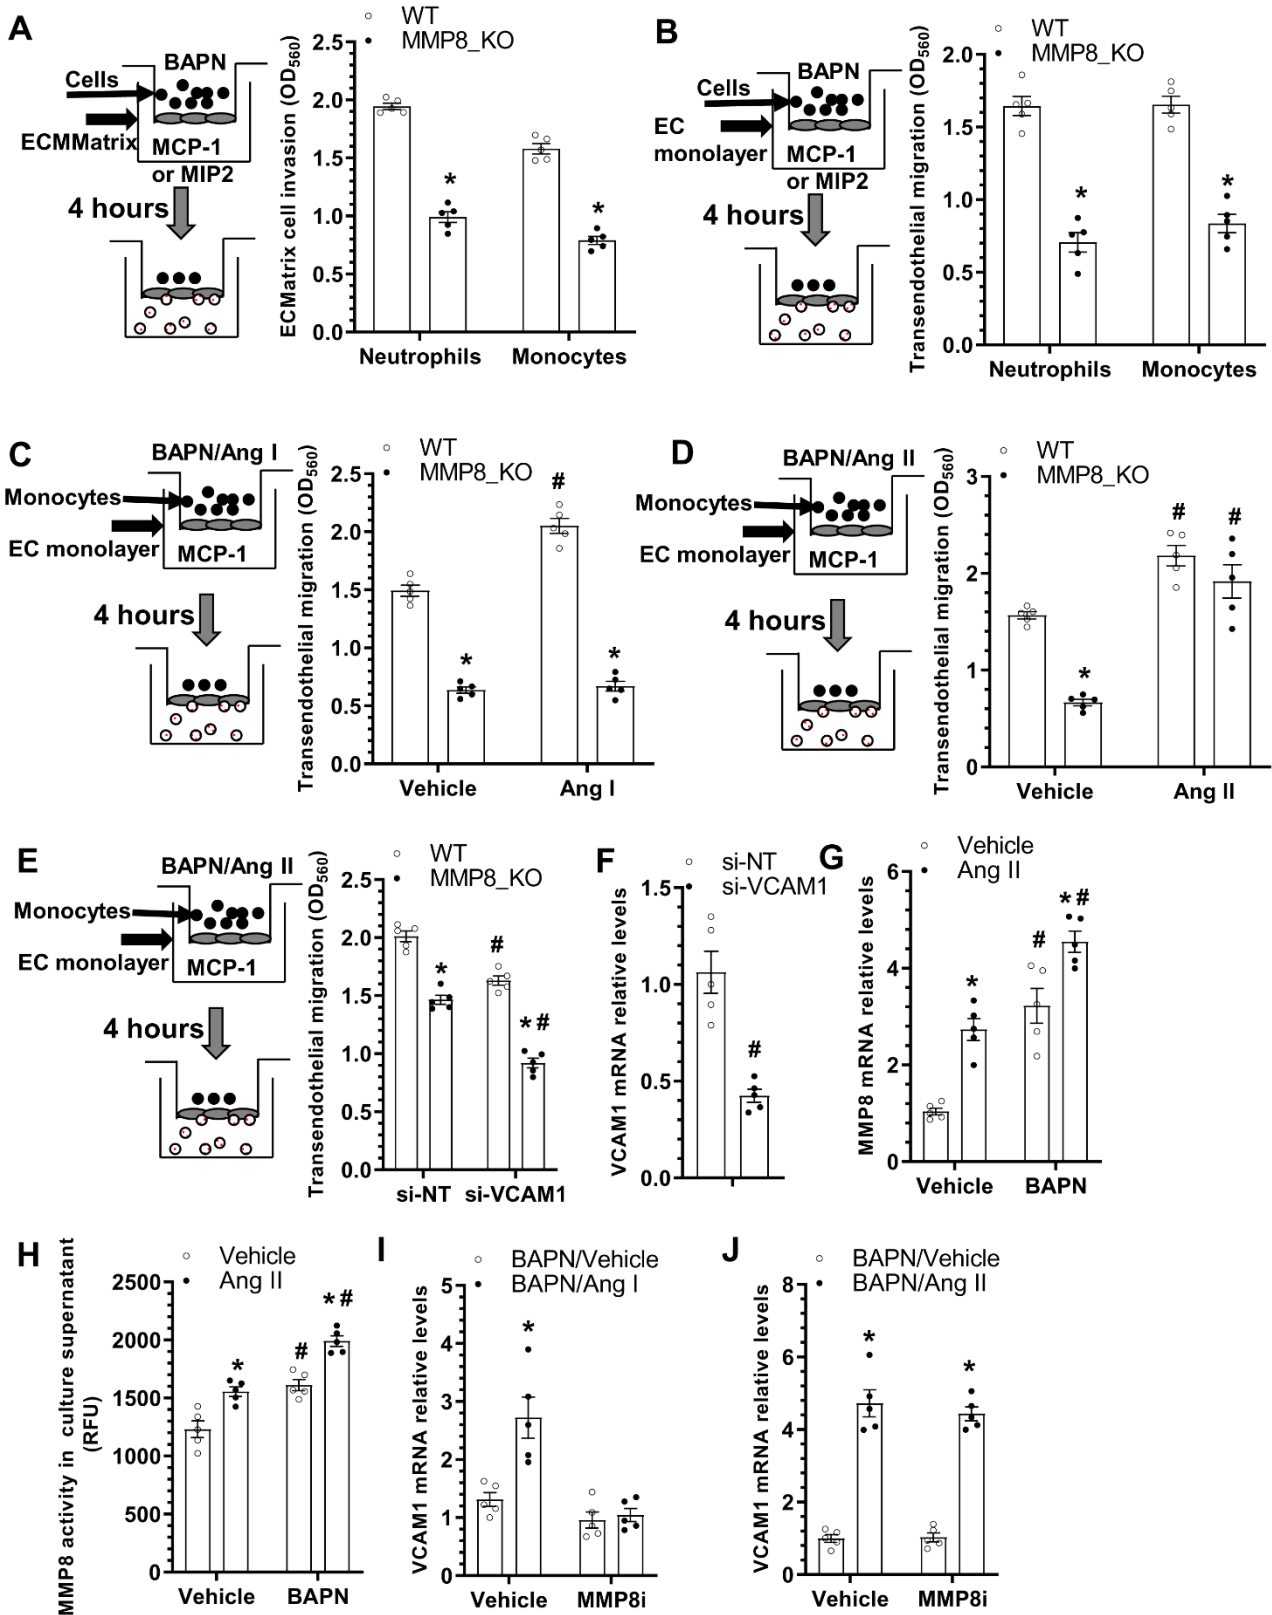 A
BAPN
Cells
ECMMatrix
MCP-1
or MIP2
4 hours
WT
MMP8_KO
ECMatrix cell invasion (OD560)
2.5
2.0
1.5
1.0
0.5
0.0
Neutrophils Monocytes
B
BAPN
Cells
EC
monolayer
MCP-1
or MIP2
4 hours
WT
MMP8_KO
Transendothelial migration (OD560)
2.0
1.5
1.0
0.5
0.0
* *
* *
Neutrophils Monocytes
C
BAPN/Ang I
Monocytes
EC monolayer
MCP-1
4 hours
WT
MMP8_KO
Transendothelial migration (OD560)
2.5
2.0
1.5
1.0
0.5
0.0
#
* *
Vehicle Ang I
D
BAPN/Ang II
Monocytes
EC monolayer
MCP-1
4 hours
WT
MMP8_KO
Transendothelial migration (OD560)
3
2
1
0
# #
*
Vehicle Ang II
E
BAPN/Ang II
Monocytes
EC monolayer
MCP-1
4 hours
WT
MMP8_KO
Transendothelial migration (OD560)
2.5
2.0
1.5
1.0
0.5
0.0
* #
* #
si-NT si-VCAM1
F
si-NT
si-VCAM1
VCAM1 mRNA relative levels
1.5
1.0
0.5
0.0
#
G
Vehicle
Ang II
MMP8 mRNA relative levels
6
4
2
0
* # * #
Vehicle BAPN
H
Vehicle
Ang II
MMP8 activity in culture supernatant
(RFU)
2500
2000
1500
1000
500
0
* # * #
Vehicle BAPN
I
BAPN/Vehicle
BAPN/Ang I
VCAM1 mRNA relative levels
5
4
3
2
1
0
*
Vehicle MMP8i
J
BAPN/Vehicle
BAPN/Ang II
VCAM1 mRNA relative levels
8
6
4
2
0
* *
Vehicle MMP8i